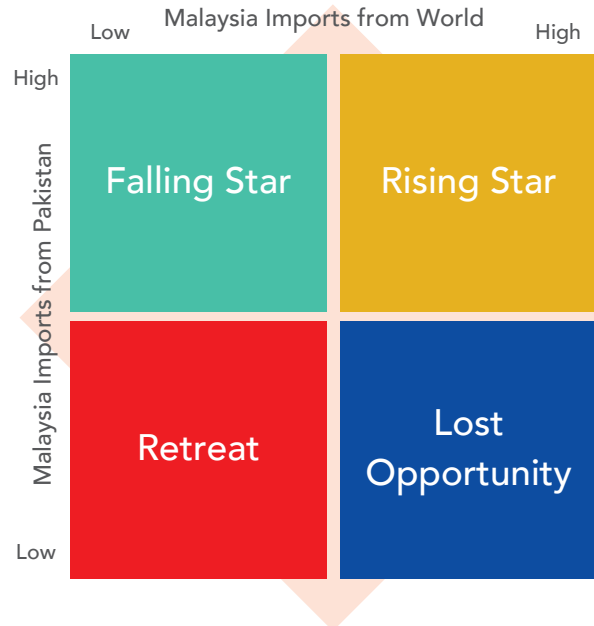 Malaysia Imports from World
Low
High
High
Malaysia Imports from Pakistan
Falling Star
Rising Star
Retreat
Lost
Opportunity
Low